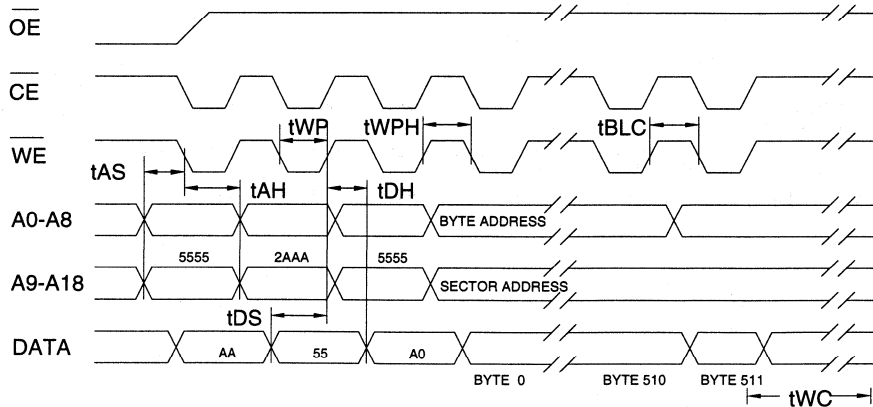 OE
CE
tWP tWPH tBLC
WE
tAS
tAH tDH
A0-A8 BYTE ADDRESS
5555 2AAA 5555
A9-A18 SECTOR ADDRESS
tDS
DATA AA 55 A0
BYTE 0 BYTE 510 BYTE 511
tWC